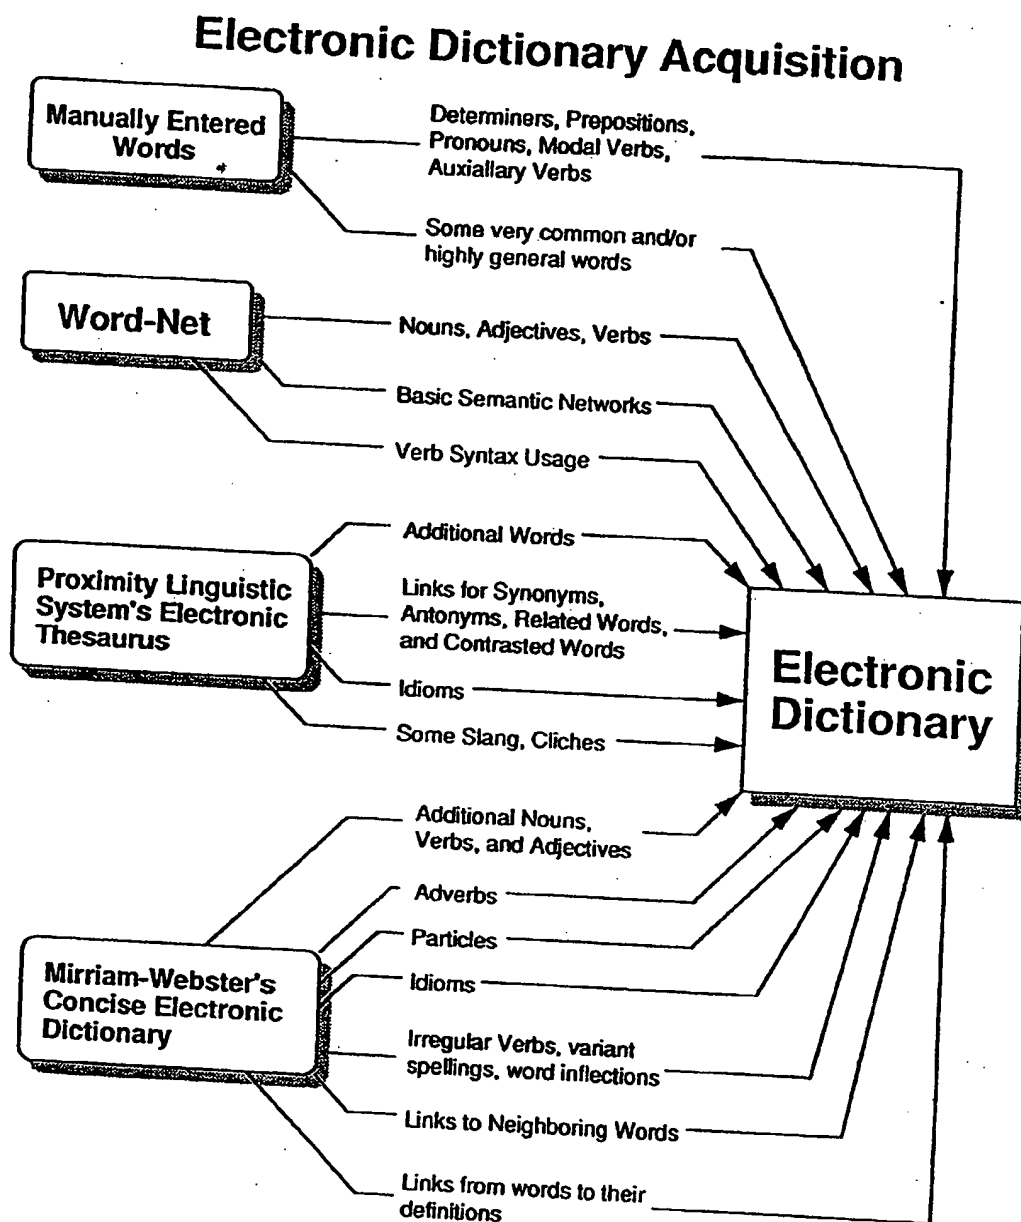 Electronic Dictionary Acquisition
Manually Entered
Words
Determiners, Prepositions,
Pronouns, Modal Verbs,
Auxiallary Verbs
Some very common and/or
highly general words
Word-Net
Nouns, Adjectives, Verbs
Basic Semantic Networks
Verb Syntax Usage
Proximity Linguistic
System's Electronic
Thesaurus
Additional Words
Links for Synonyms,
Antonyms, Related Words,
and Contrasted Words
Idioms
Some Slang, Cliches
Electronic
Dictionary
Mirriam-Webster's
Concise Electronic
Dictionary
Additional Nouns,
Verbs, and Adjectives
Adverbs
Particles
Idioms
Irregular Verbs, variant
spellings, word inflections
Links to Neighboring Words
Links from words to their
definitions